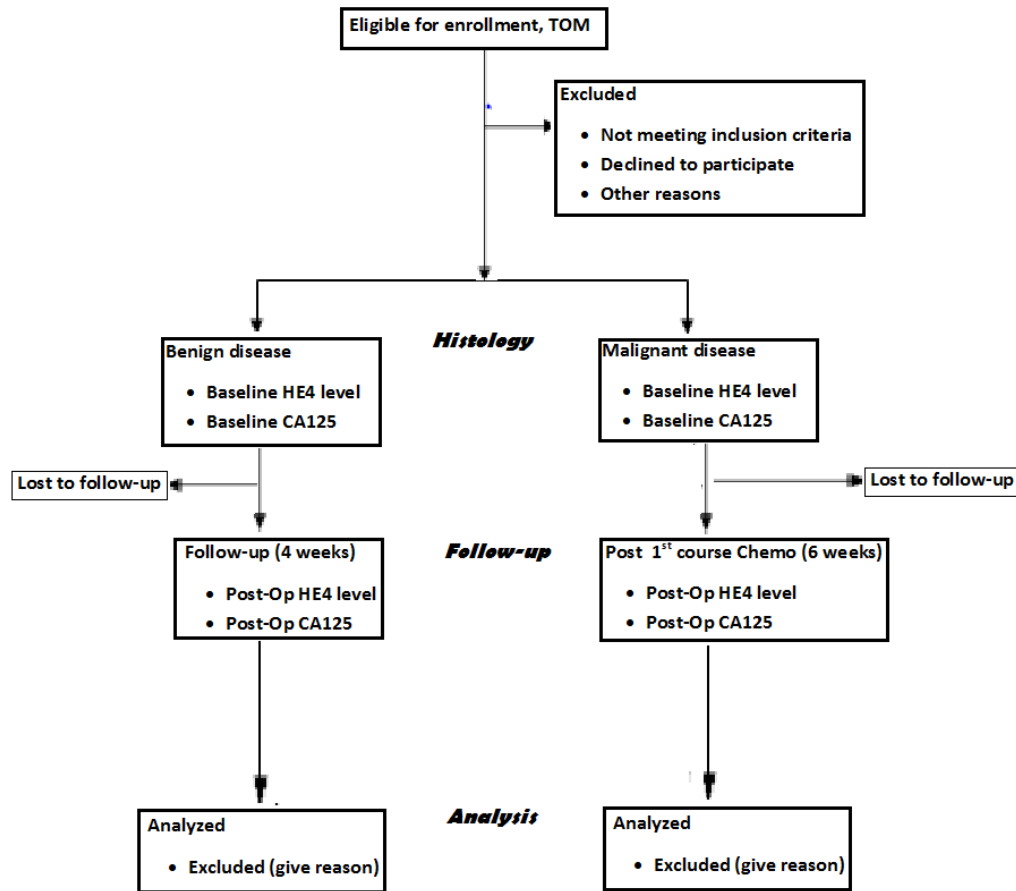 Eligible for enrollment, TOM
Excluded
• Not meeting inclusion criteria
• Declined to participate
• Other reasons
Histology
Benign disease
• Baseline HE4 level
• Baseline CA125
Malignant disease
• Baseline HE4 level
• Baseline CA125
Lost to follow-up
Lost to follow-up
Follow-up
Follow-up (4 weeks)
• Post-Op HE4 level
• Post-Op CA125
Post 1st course Chemo (6 weeks)
• Post-Op HE4 level
• Post-Op CA125
Analysis
Analyzed
• Excluded (give reason)
Analyzed
• Excluded (give reason)